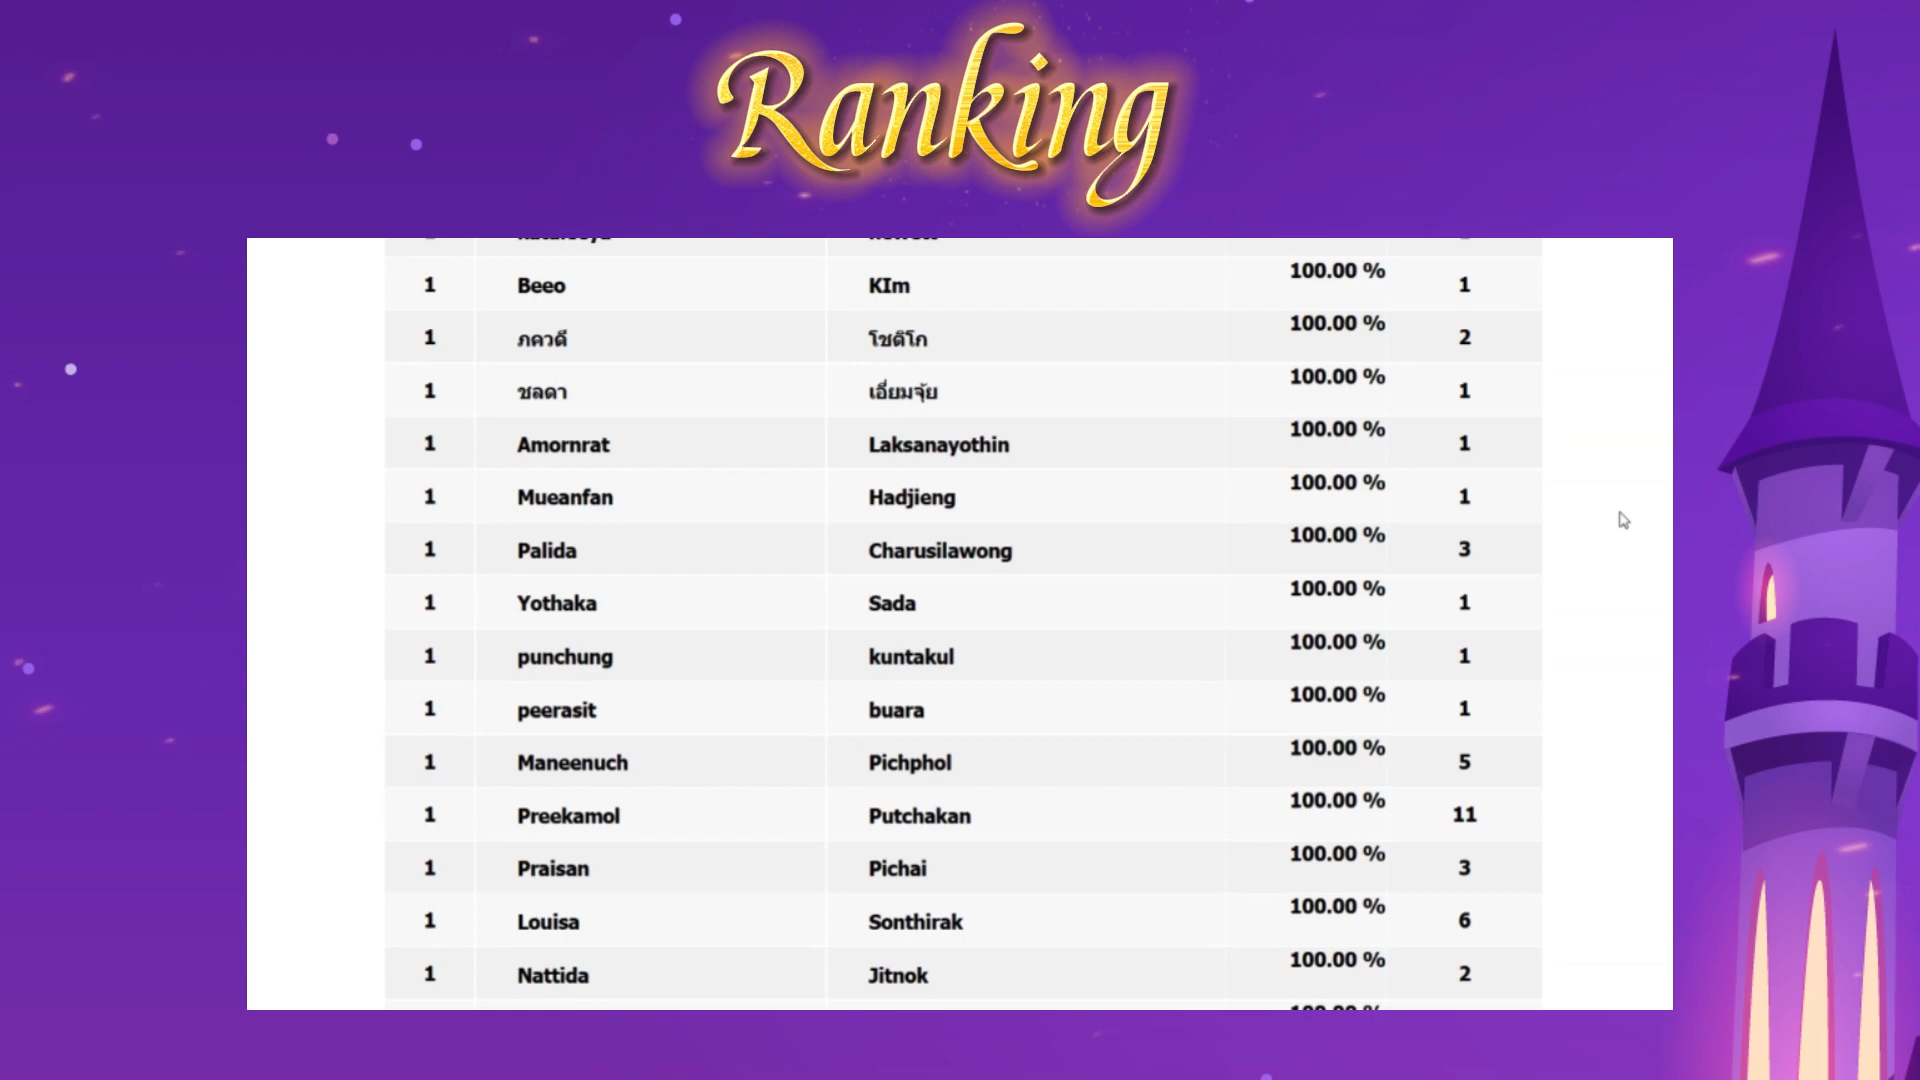 Ranking
1 Beeo KIm 100.00 % 1
1 ภควดี โชติโก 100.00 % 2
1 ชลดา เอี่ยมจุ้ย 100.00 % 1
1 Amornrat Laksanayothin 100.00 % 1
1 Mueanfan Hadjieng 100.00 % 1
1 Palida Charusilawong 100.00 % 3
1 Yothaka Sada 100.00 % 1
1 punchung kuntakul 100.00 % 1
1 peerasit buara 100.00 % 1
1 Maneenuch Pichphol 100.00 % 5
1 Preekamol Putchakan 100.00 % 11
1 Praisan Pichai 100.00 % 3
1 Louisa Sonthirak 100.00 % 6
1 Nattida Jitnok 100.00 % 2